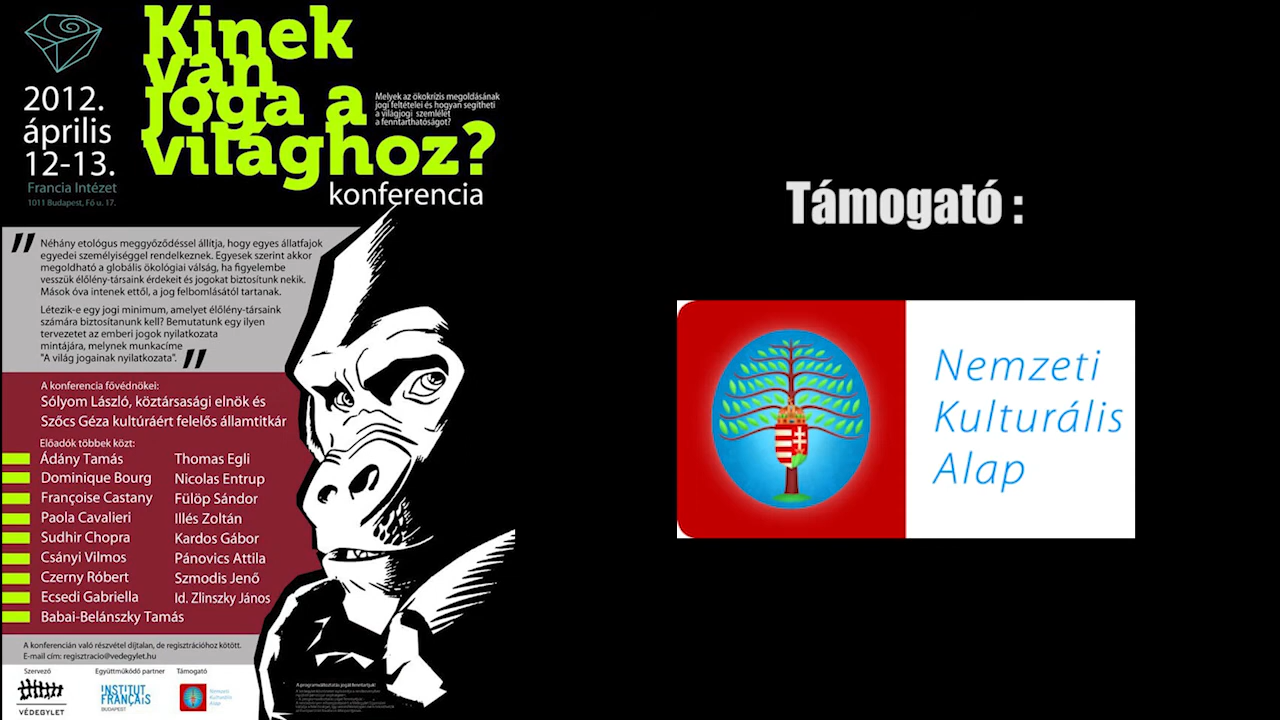 2012.
április
12-13.
Francia Intézet
1011 Budapest, Fő u. 17.
Kinek
van
joga a
világhoz?
konferencia
Melyek az ökokrízis megoldásának
jogi feltételei és hogyan segítheti
a világjogi szemlélet
a fenntarthatóságot?
"
Néhány etológus meggyőződéssel állítja, hogy egyes állatfajok
egyedei személyiséggel rendelkeznek. Egyesek szerint akkor
megoldható a globális ökológiai válság, ha figyelembe
vesszük élőlény-társaink érdekeit és jogokat biztosítunk nekik.
Mások óva intenek ettől, a jog felbomlásától tartanak.
Létezik-e egy jogi minimum, amelyet élőlény-társaink
számára biztosítanunk kell? Bemutatunk egy ilyen
tervezetet az emberi jogok nyilatkozata
mintájára, melynek munkacíme
"A világ jogainak nyilatkozata". "
A konferencia fővédnökei:
Sólyom László, köztársasági elnök és
Szőcs Géza kultúráért felelős államtitkár
Előadók többek közt:
Ádány Tamás
Dominique Bourg
Françoise Castany
Paola Cavalieri
Sudhir Chopra
Csányi Vilmos
Czerny Róbert
Ecsedi Gabriella
Babai-Belánszky Tamás
Thomas Egli
Nicolas Entrup
Fülöp Sándor
Illés Zoltán
Kardos Gábor
Pánovics Attila
Szmodis Jenő
Id. Zlinszky János
A konferencián való részvétel díjtalan, de regisztrációhoz kötött.
E-mail cím: regisztracio@vedegylet.hu
Szervező
VÉDEGYLET
Együttműködő partner
INSTITUT
FRANÇAIS
BUDAPEST
Támogató
Nemzeti
Kulturális
Alap
A programváltoztatás jogát fenntartjuk!
Támogató :
Nemzeti
Kulturális
Alap